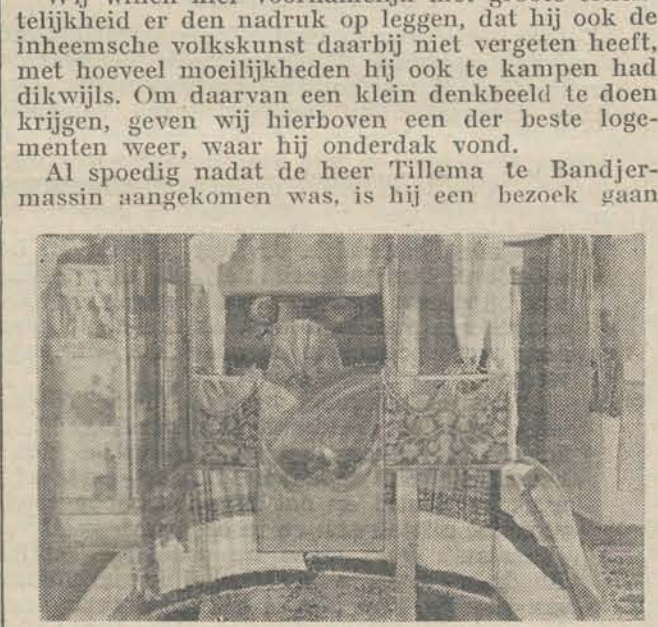 telijkheid er den nadruk op leggen, dat hij ook de
inheemsche volkskunst daarbij niet vergeten heeft,
met hoeveel moeilijkheden hij ook te kampen had
dikwijls. Om daarvan een klein denkbeeld te doen
krijgen, geven wij hierboven een der beste loge-
menten weer, waar hij onderdak vond.
Al spoedig nadat de heer Tillema te Bandjer-
massin aangekomen was, is hij een bezoek gaan